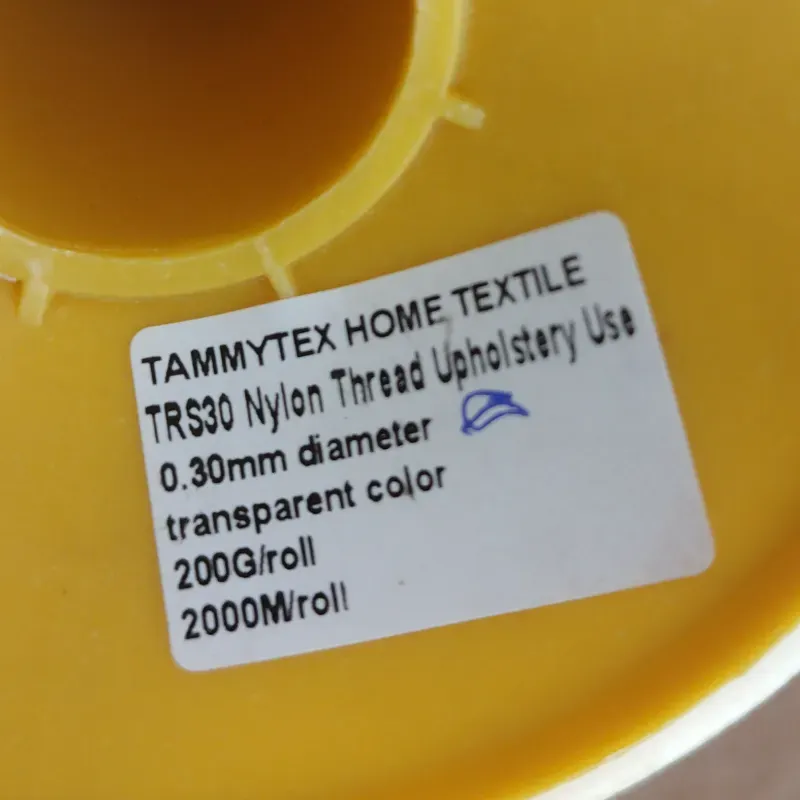 TAMMYTEX HOME TEXTILE
TRS30 Nylon Thread Upholstery Use
0.30mm diameter
transparent color
200G/roll
2000M/roll